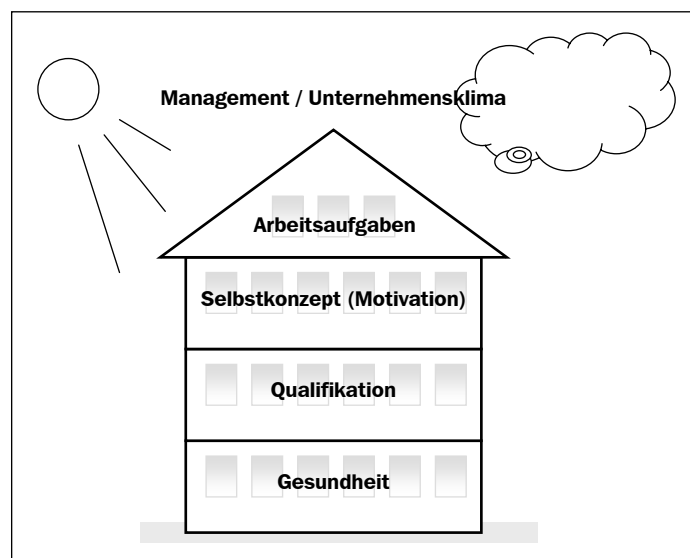 Management / Unternehmensklima
Arbeitsaufgaben
Selbstkonzept (Motivation)
Qualifikation
Gesundheit